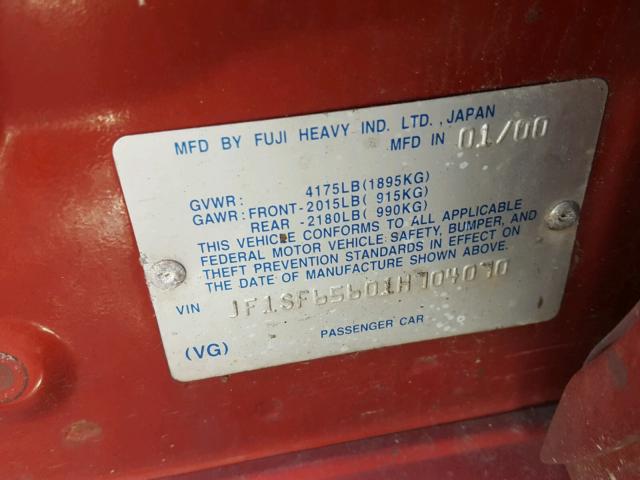 MFD BY FUJI HEAVY IND. LTD., JAPAN
MFD IN 01/00
GVWR: 4175LB(1895KG)
GAWR: FRONT-2015LB( 915KG)
REAR -2180LB( 990KG)
THIS VEHICLE CONFORMS TO ALL APPLICABLE
FEDERAL MOTOR VEHICLE SAFETY, BUMPER, AND
THEFT PREVENTION STANDARDS IN EFFECT ON
THE DATE OF MANUFACTURE SHOWN ABOVE.
VIN JF1SF65601H704070
PASSENGER CAR
(VG)